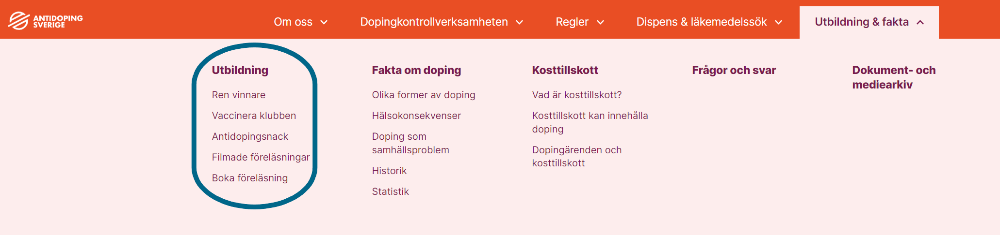 ANTIDOPING
SVERIGE
Om oss
Dopingkontrollverksamheten
Regler
Dispens & läkemedelssök
Utbildning & fakta
Utbildning
Ren vinnare
Vaccinera klubben
Antidopingsnack
Filmade föreläsningar
Boka föreläsning
Fakta om doping
Olika former av doping
Hälsokonsekvenser
Doping som
samhällsproblem
Historik
Statistik
Kosttillskott
Vad är kosttillskott?
Kosttillskott kan innehålla
doping
Dopingärenden och
kosttillskott
Frågor och svar
Dokument- och
mediearkiv